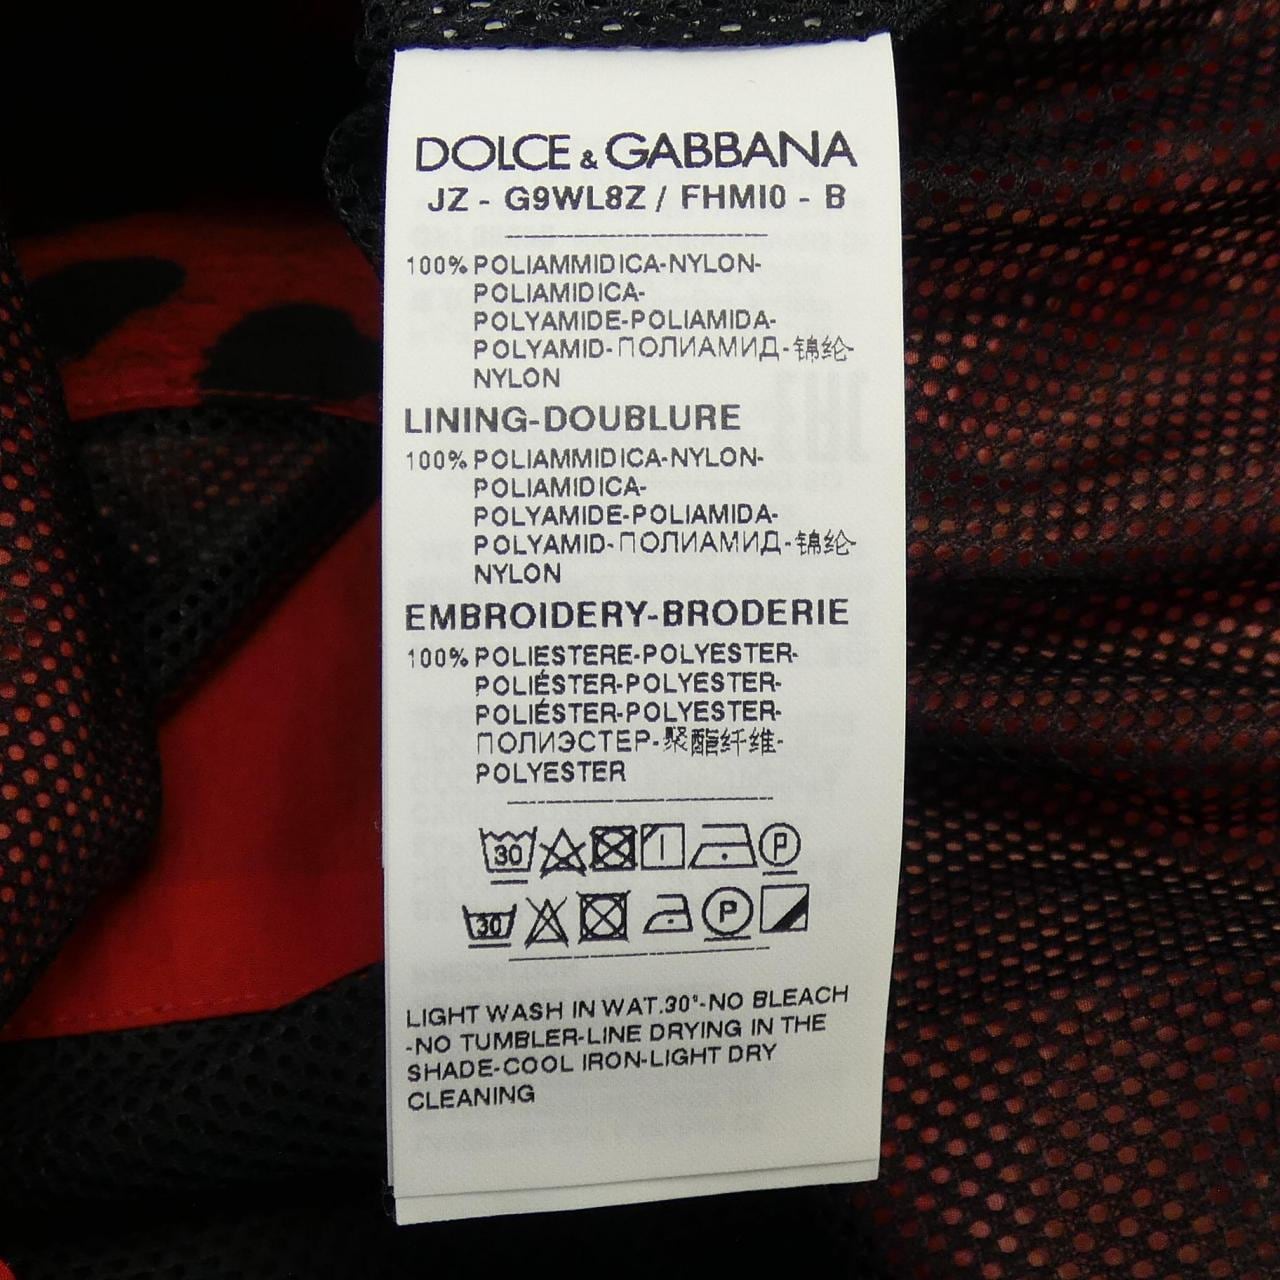 DOLCE & GABBANA
JZ - G9WL8Z / FHMI0 - B
100% POLIAMMIDICA-NYLON-
POLIAMIDICA-
POLYAMIDE-POLIAMIDA-
POLYAMID-ПОЛИАМИД-锦纶-
NYLON
LINING-DOUBLURE
100% POLIAMMIDICA-NYLON-
POLIAMIDICA-
POLYAMIDE-POLIAMIDA-
POLYAMID-ПОЛИАМИД-锦纶-
NYLON
EMBROIDERY-BRODERIE
100% POLIESTERE-POLYESTER-
POLIÉSTER-POLYESTER-
POLIÉSTER-POLYESTER-
ПОЛИЭСТЕР-聚酯纤维-
POLYESTER
30 P
30 P
LIGHT WASH IN WAT.30°-NO BLEACH
-NO TUMBLER-LINE DRYING IN THE
SHADE-COOL IRON-LIGHT DRY
CLEANING